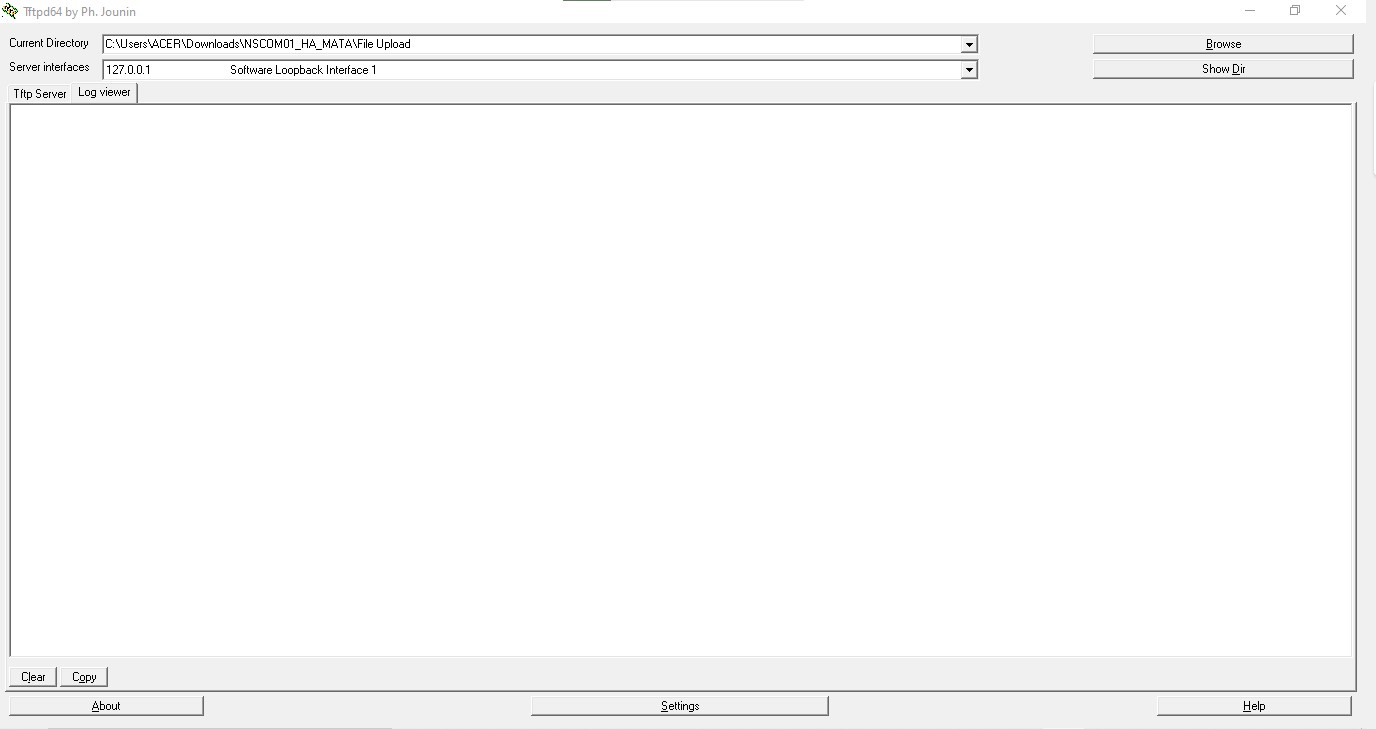 Tftpd64 by Ph. Jounin
Current Directory C:\Users\ACER\Downloads\NSCOM01_HA_MATA\File Upload Browse
Server interfaces 127.0.0.1 Software Loopback Interface 1 Show Dir
Tftp Server Log viewer
Clear Copy
About Settings Help